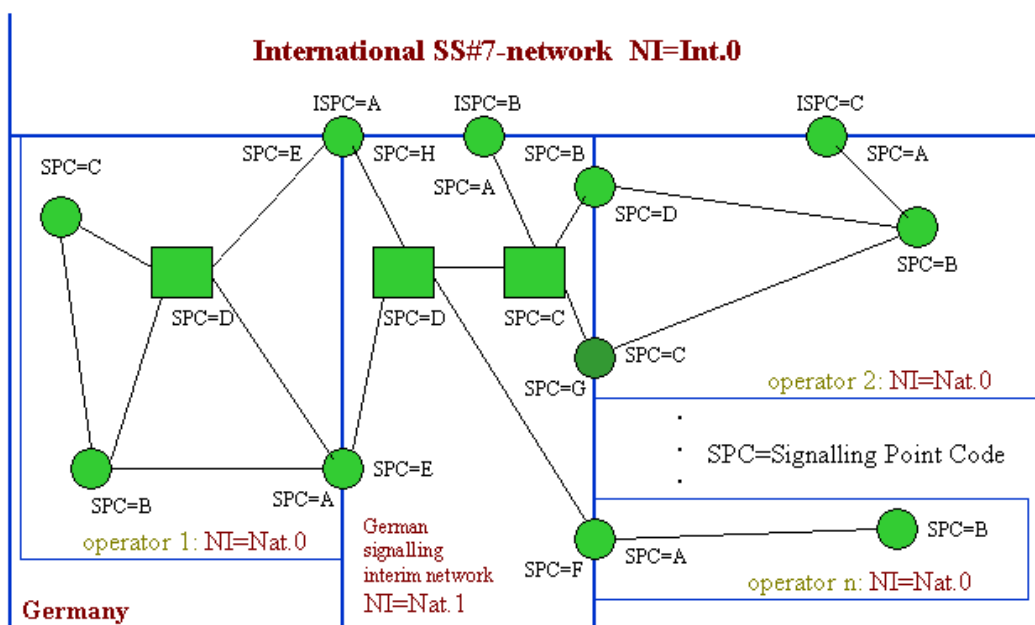 International SS#7-network NI=Int.0
ISPC=A
ISPC=B
ISPC=C
SPC=E
SPC=H
SPC=B
SPC=A
SPC=C
SPC=A
SPC=D
SPC=B
SPC=D
SPC=D
SPC=C
SPC=C
SPC=G
operator 2: NI=Nat.0
SPC=Signalling Point Code
SPC=E
SPC=B
SPC=A
operator 1: NI=Nat.0
German
signalling
interim network
NI=Nat.1
SPC=F
SPC=A
SPC=B
operator n: NI=Nat.0
Germany